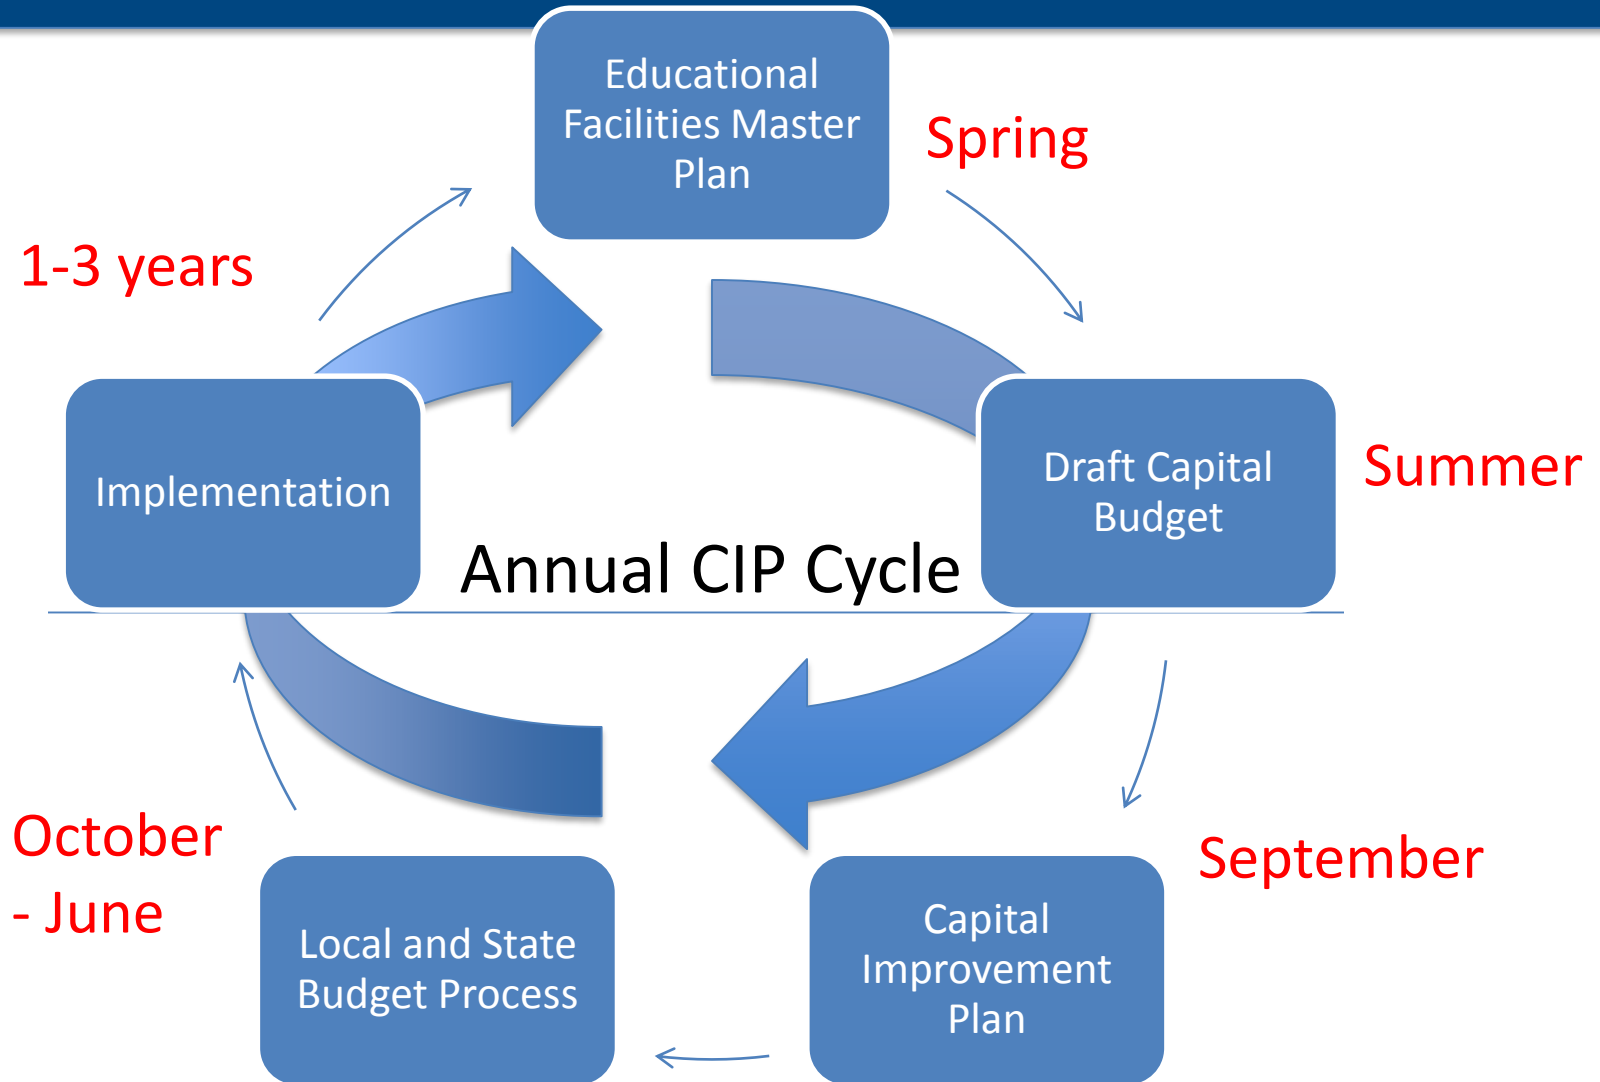 Educational
Facilities Master
Plan
Spring
1-3 years
Implementation
Draft Capital
Budget
Summer
Annual CIP Cycle
October
- June
Local and State
Budget Process
Capital
Improvement
Plan
September